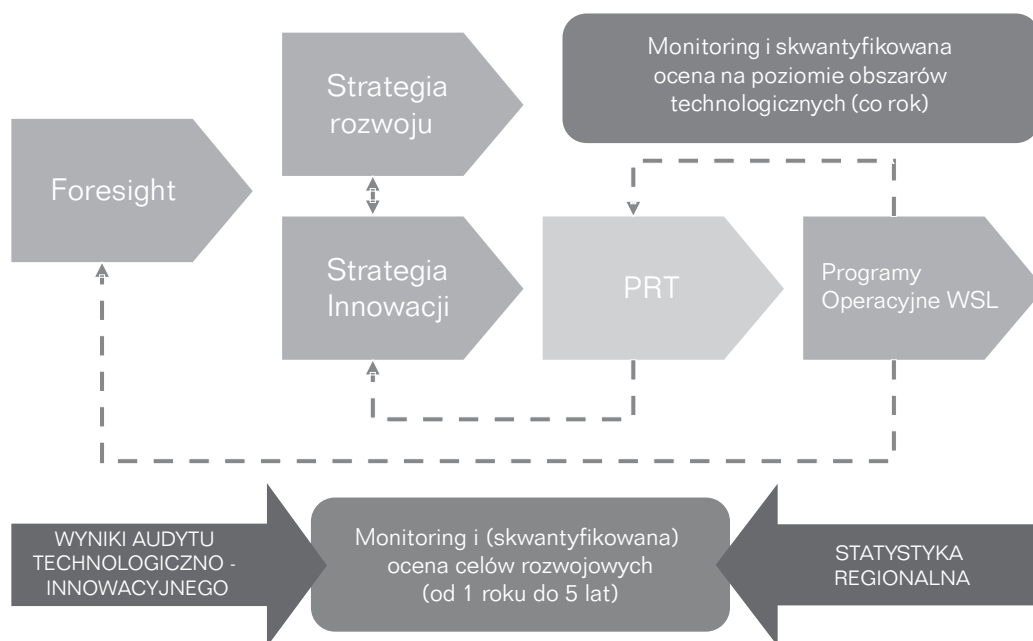 Strategia
rozwoju
Monitoring i skwantyfikowana
ocena na poziomie obszarów
technologicznych (co rok)
Foresight
Strategia
Innowacji
PRT
Programy
Operacyjne WSL
WYNIKI AUDYTU
TECHNOLOGICZNO -
INNOWACYJNEGO
Monitoring i (skwantyfikowana)
ocena celów rozwojowych
(od 1 roku do 5 lat)
STATYSTYKA
REGIONALNA